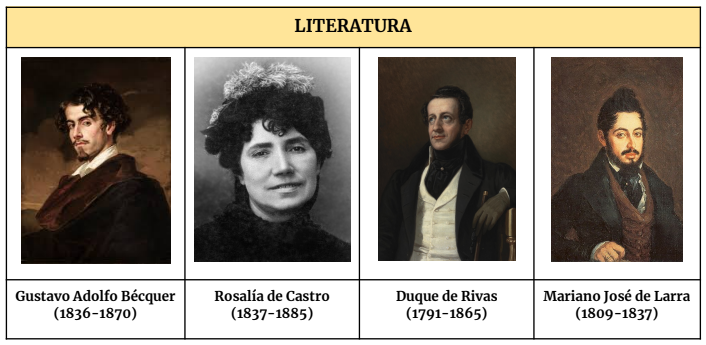 LITERATURA
Gustavo Adolfo Bécquer
(1836-1870)
Rosalía de Castro
(1837-1885)
Duque de Rivas
(1791-1865)
Mariano José de Larra
(1809-1837)